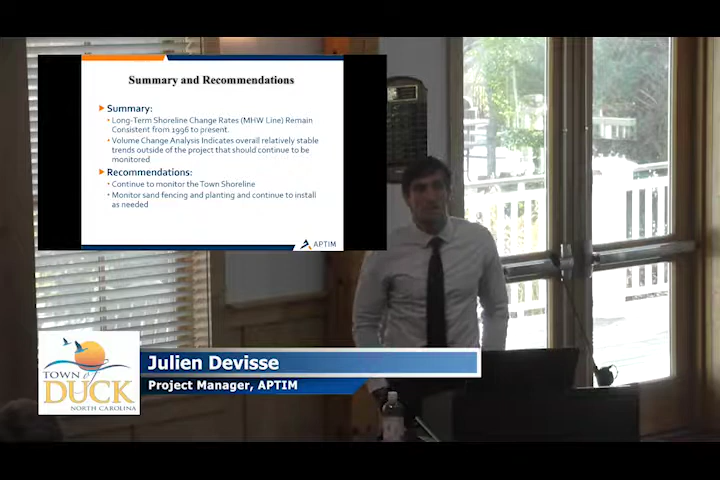 Summary and Recommendations
Summary:
Long-Term Shoreline Change Rates (MHW Line) Remain
Consistent from 1996 to present.
Volume Change Analysis Indicates overall relatively stable
trends outside of the project that should continue to be
monitored
Recommendations:
Continue to monitor the Town Shoreline
Monitor sand fencing and planting and continue to install
as needed
APTIM
TOWN of
DUCK
NORTH CAROLINA
Julien Devisse
Project Manager, APTIM